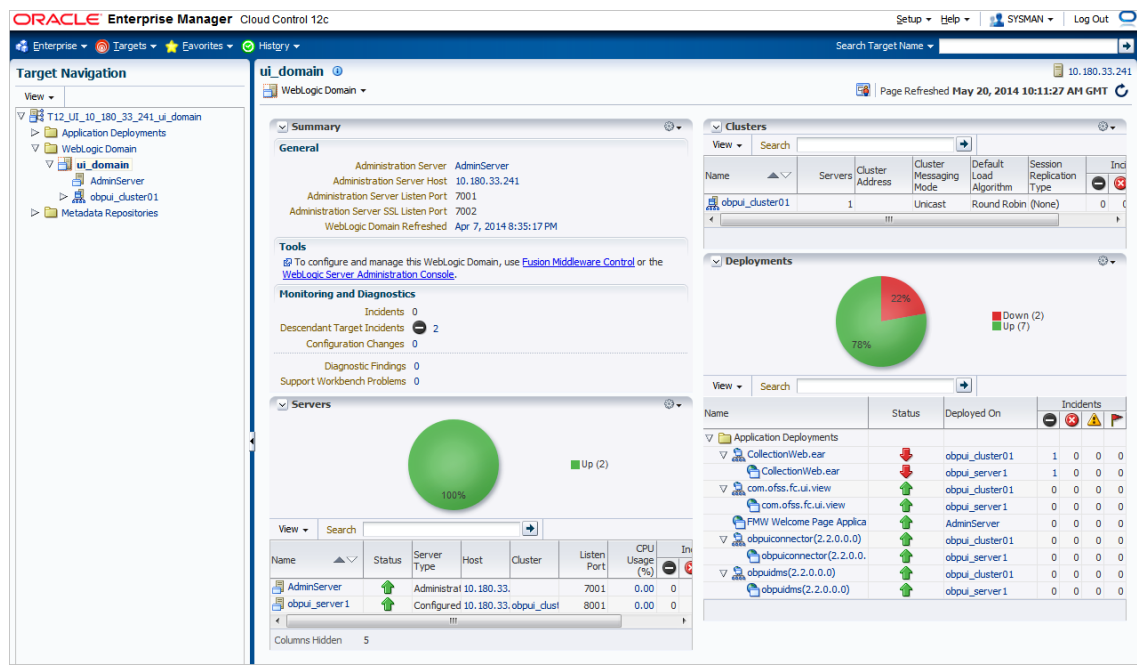 ORACLE Enterprise Manager Cloud Control 12c
Setup Help SYSMAN Log Out
Enterprise Targets Favorites History Search Target Name
Target Navigation
View
T12_UI_10_180_33_241_ui_domain
Application Deployments
WebLogic Domain
ui_domain
AdminServer
obpui_cluster01
Metadata Repositories
ui_domain
10.180.33.241
WebLogic Domain
Page Refreshed May 20, 2014 10:11:27 AM GMT
Summary
General
Administration Server AdminServer
Administration Server Host 10.180.33.241
Administration Server Listen Port 7001
Administration Server SSL Listen Port 7002
WebLogic Domain Refreshed Apr 7, 2014 8:35:17 PM
Tools
To configure and manage this WebLogic Domain, use Fusion Middleware Control or the
WebLogic Server Administration Console.
Monitoring and Diagnostics
Incidents 0
Descendant Target Incidents 2
Configuration Changes 0
Diagnostic Findings 0
Support Workbench Problems 0
Servers
Up (2)
100%
View Search
Name Status Server Type Host Cluster Listen Port CPU Usage (%) In
AdminServer Administrat 10.180.33. 7001 0.00 0
obpui_server1 Configured 10.180.33. obpui_clust 8001 0.00 0
Columns Hidden 5
Clusters
View Search
Name Servers Cluster Address Cluster Messaging Mode Default Load Algorithm Session Replication Type Inci
obpui_cluster01 1 Unicast Round Robin (None) 0
Deployments
22%
78%
Down (2)
Up (7)
View Search
Name Status Deployed On Incidents
Application Deployments
CollectionWeb.ear obpui_cluster01 1 0 0 0
CollectionWeb.ear obpui_server1 1 0 0 0
com.ofss.fc.ui.view obpui_cluster01 0 0 0 0
com.ofss.fc.ui.view obpui_server1 0 0 0 0
FMW Welcome Page Applica AdminServer 0 0 0 0
obpuiconnector(2.2.0.0.0) obpui_cluster01 0 0 0 0
obpuiconnector(2.2.0.0. obpui_server1 0 0 0 0
obpuidms(2.2.0.0.0) obpui_cluster01 0 0 0 0
obpuidms(2.2.0.0.0) obpui_server1 0 0 0 0